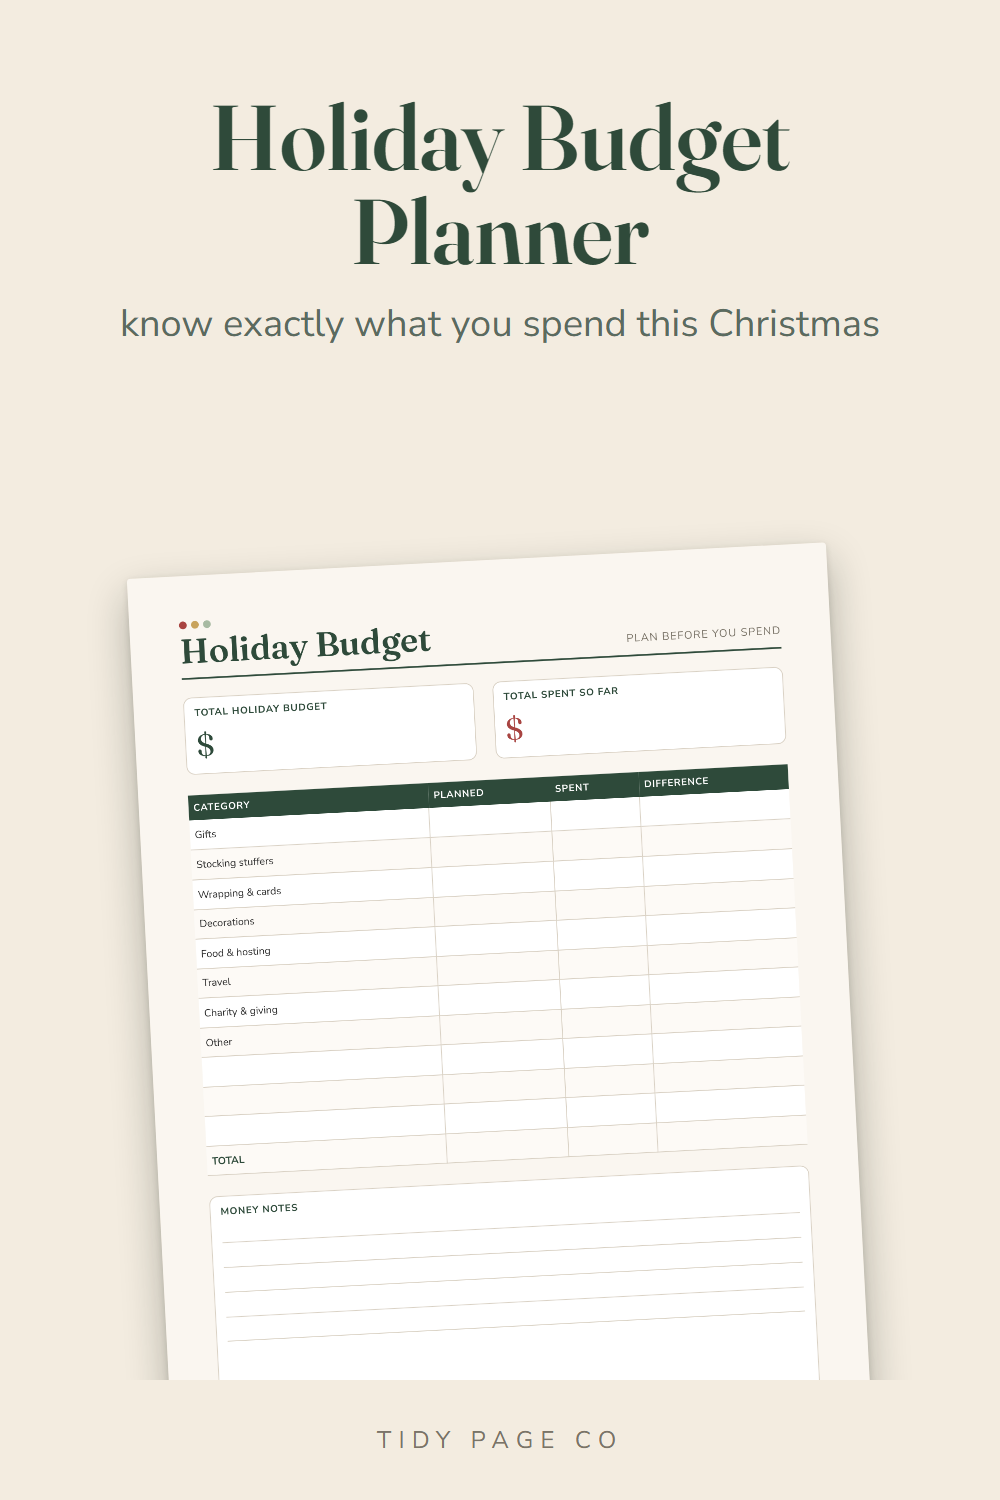 Holiday Budget
Planner
know exactly what you spend this Christmas
Holiday Budget
PLAN BEFORE YOU SPEND
TOTAL HOLIDAY BUDGET
$
TOTAL SPENT SO FAR
$
CATEGORY PLANNED SPENT DIFFERENCE
Gifts
Stocking stuffers
Wrapping & cards
Decorations
Food & hosting
Travel
Charity & giving
Other
TOTAL
MONEY NOTES
TIDY PAGE CO